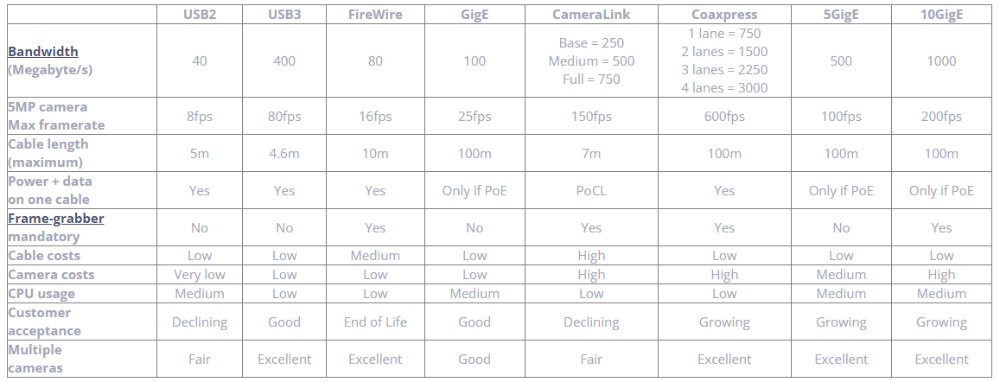 USB2 USB3 FireWire GigE CameraLink Coaxpress 5GigE 10GigE
Bandwidth
(Megabyte/s)
40 400 80 100
Base = 250
Medium = 500
Full = 750
1 lane = 750
2 lanes = 1500
3 lanes = 2250
4 lanes = 3000
500 1000
5MP camera
Max framerate
8fps 80fps 16fps 25fps 150fps 600fps 100fps 200fps
Cable length
(maximum)
5m 4.6m 10m 100m 7m 100m 100m 100m
Power + data
on one cable
Yes Yes Yes Only if PoE PoCL Yes Only if PoE Only if PoE
Frame-grabber
mandatory
No No Yes No Yes Yes No Yes
Cable costs Low Low Medium Low High Low Low Low
Camera costs Very low Low Low Low High High Medium High
CPU usage Medium Low Low Medium Low Low Medium Medium
Customer
acceptance
Declining Good End of Life Good Declining Growing Growing Growing
Multiple
cameras
Fair Excellent Excellent Good Fair Excellent Excellent Excellent